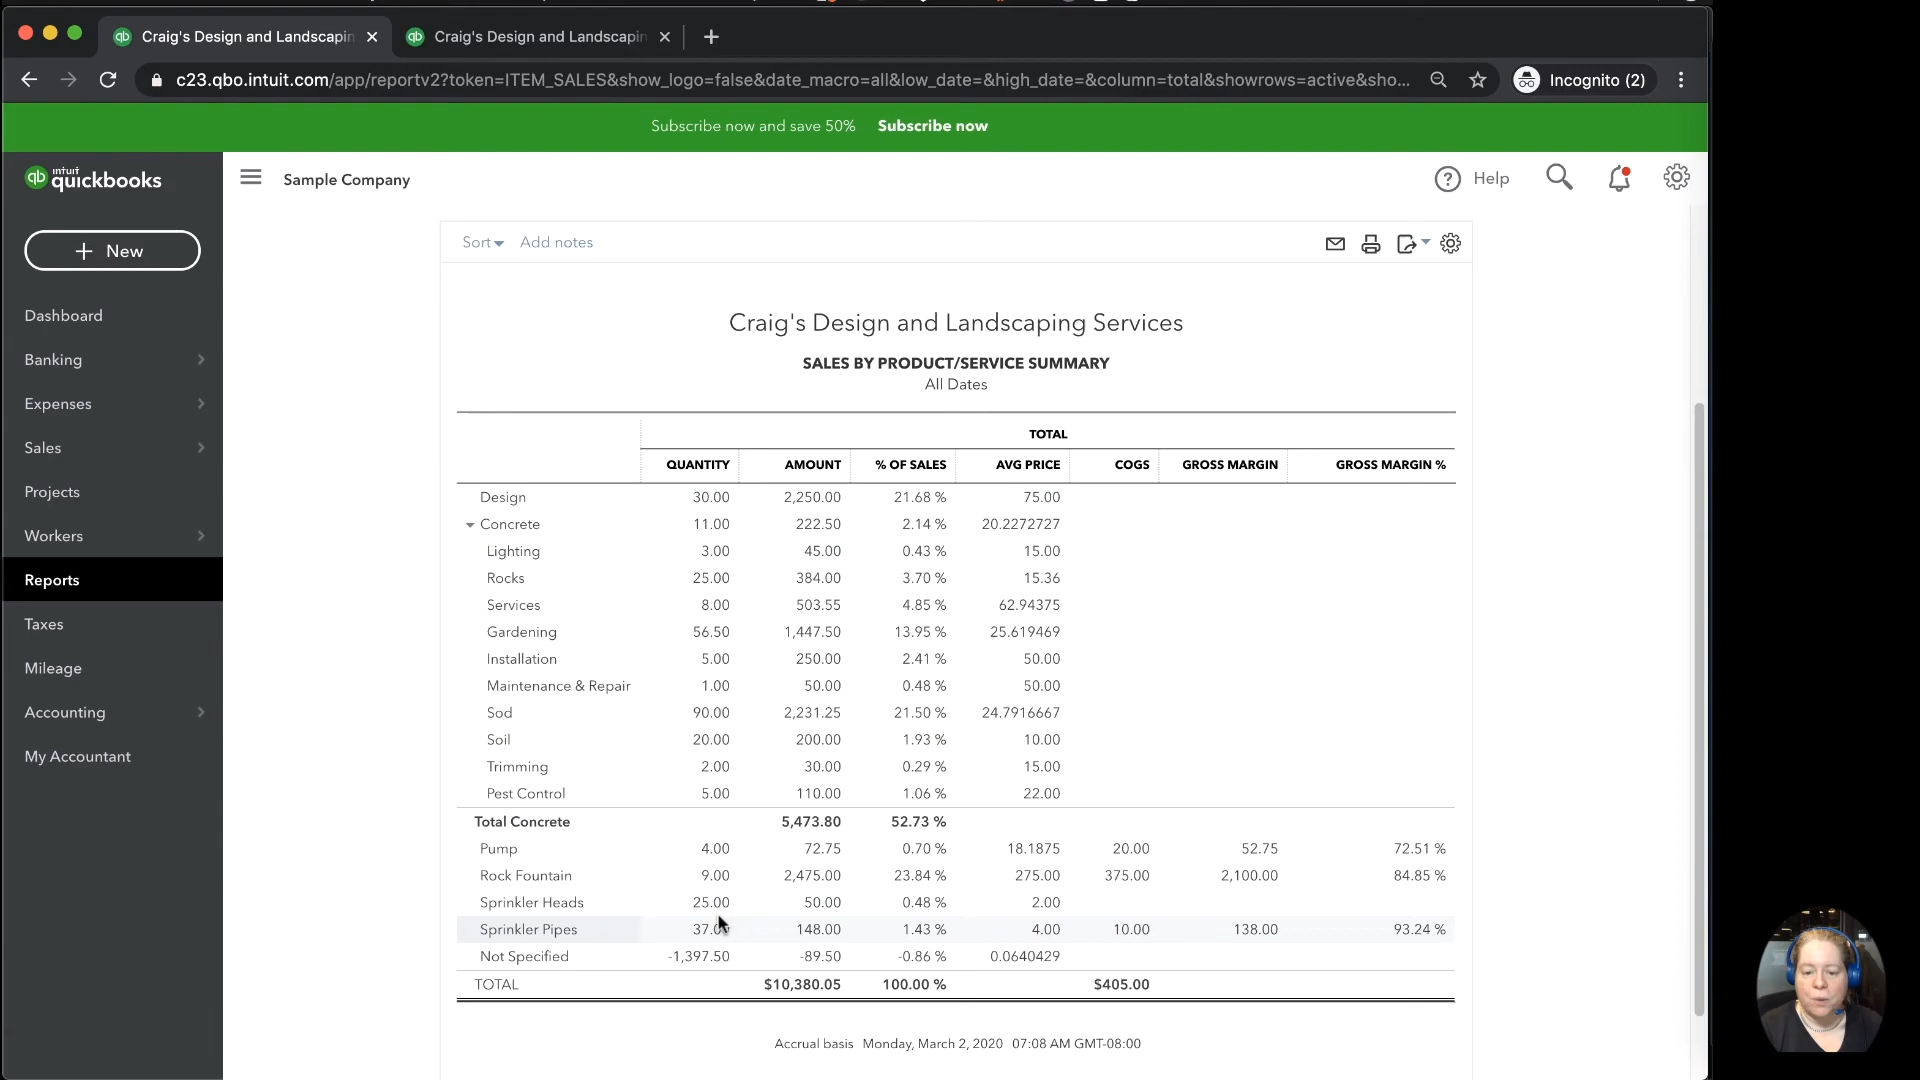 Craig's Design and Landscapin
Craig's Design and Landscapin
c23.qbo.intuit.com/app/reportv2?token=ITEM_SALES&show_logo=false&date_macro=all&low_date=&high_date=&column=total&showrows=active&sho...
Incognito (2)
Subscribe now and save 50% Subscribe now
intuit
quickbooks
Sample Company
Help
+ New
Dashboard
Banking
Expenses
Sales
Projects
Workers
Reports
Taxes
Mileage
Accounting
My Accountant
Sort Add notes
Craig's Design and Landscaping Services
SALES BY PRODUCT/SERVICE SUMMARY
All Dates
TOTAL
QUANTITY AMOUNT % OF SALES AVG PRICE COGS GROSS MARGIN GROSS MARGIN %
Design 30.00 2,250.00 21.68 % 75.00
Concrete 11.00 222.50 2.14 % 20.2272727
Lighting 3.00 45.00 0.43 % 15.00
Rocks 25.00 384.00 3.70 % 15.36
Services 8.00 503.55 4.85 % 62.94375
Gardening 56.50 1,447.50 13.95 % 25.619469
Installation 5.00 250.00 2.41 % 50.00
Maintenance & Repair 1.00 50.00 0.48 % 50.00
Sod 90.00 2,231.25 21.50 % 24.7916667
Soil 20.00 200.00 1.93 % 10.00
Trimming 2.00 30.00 0.29 % 15.00
Pest Control 5.00 110.00 1.06 % 22.00
Total Concrete 5,473.80 52.73 %
Pump 4.00 72.75 0.70 % 18.1875 20.00 52.75 72.51 %
Rock Fountain 9.00 2,475.00 23.84 % 275.00 375.00 2,100.00 84.85 %
Sprinkler Heads 25.00 50.00 0.48 % 2.00
Sprinkler Pipes 148.00 1.43 % 4.00 10.00 138.00 93.24 %
Not Specified -1,397.50 -89.50 -0.86 % 0.0640429
TOTAL $10,380.05 100.00 % $405.00
Accrual basis Monday, March 2, 2020 07:08 AM GMT-08:00